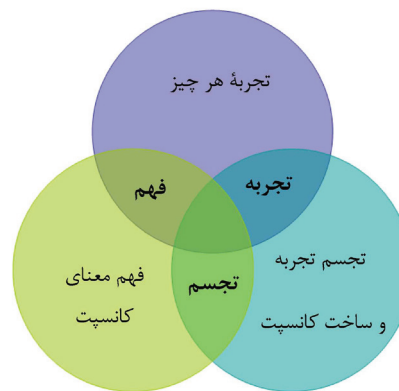 تجربهٔ هر چیز
فهم
تجربه
تجسم تجربه
و ساخت کانسپت
تجسم
فهم معنای
کانسپت